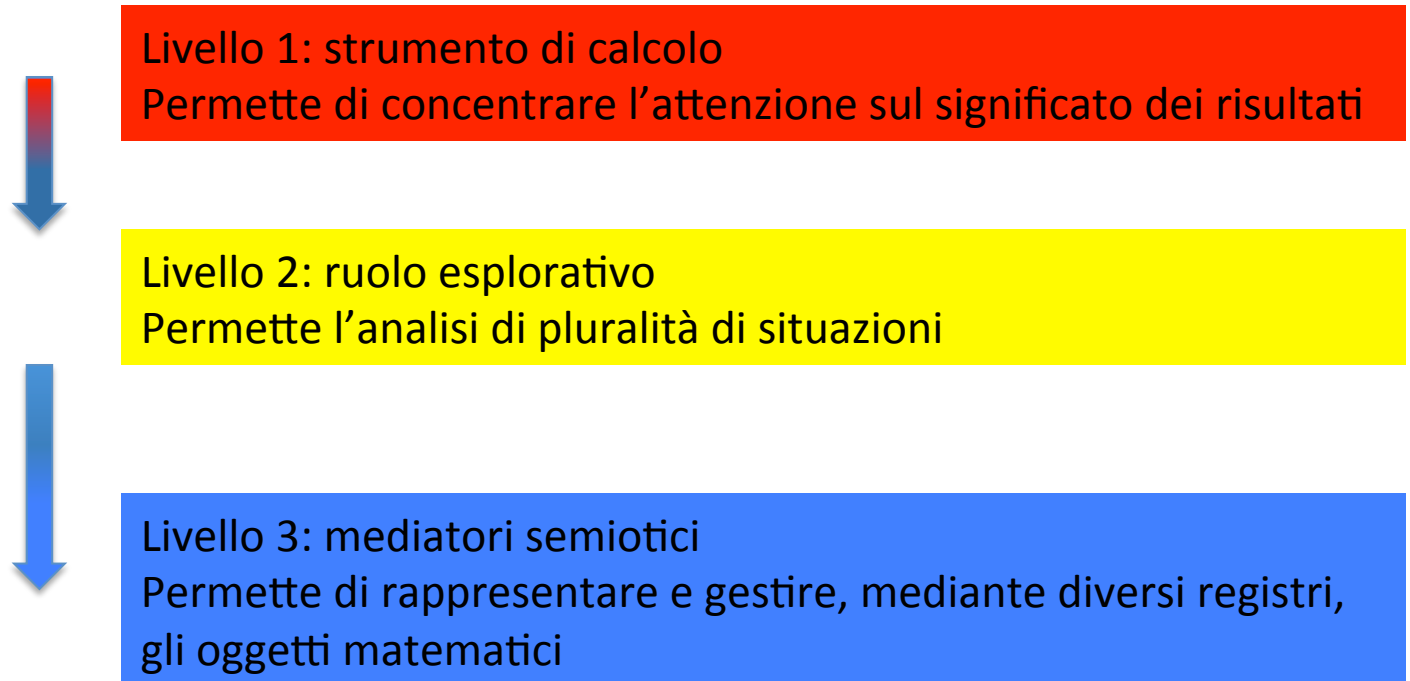 Livello 1: strumento di calcolo
Permette di concentrare l’attenzione sul significato dei risultati
Livello 2: ruolo esplorativo
Permette l’analisi di pluralità di situazioni
Livello 3: mediatori semiotici
Permette di rappresentare e gestire, mediante diversi registri,
gli oggetti matematici